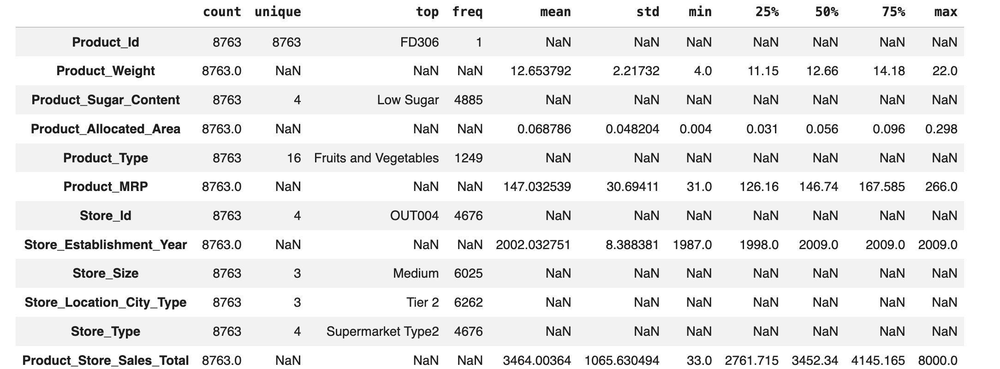 count unique top freq mean std min 25% 50% 75% max
Product_Id 8763 8763 FD306 1 NaN NaN NaN NaN NaN NaN NaN
Product_Weight 8763.0 NaN NaN NaN 12.653792 2.21732 4.0 11.15 12.66 14.18 22.0
Product_Sugar_Content 8763 4 Low Sugar 4885 NaN NaN NaN NaN NaN NaN NaN
Product_Allocated_Area 8763.0 NaN NaN NaN 0.068786 0.048204 0.004 0.031 0.056 0.096 0.298
Product_Type 8763 16 Fruits and Vegetables 1249 NaN NaN NaN NaN NaN NaN NaN
Product_MRP 8763.0 NaN NaN NaN 147.032539 30.69411 31.0 126.16 146.74 167.585 266.0
Store_Id 8763 4 OUT004 4676 NaN NaN NaN NaN NaN NaN NaN
Store_Establishment_Year 8763.0 NaN NaN NaN 2002.032751 8.388381 1987.0 1998.0 2009.0 2009.0 2009.0
Store_Size 8763 3 Medium 6025 NaN NaN NaN NaN NaN NaN NaN
Store_Location_City_Type 8763 3 Tier 2 6262 NaN NaN NaN NaN NaN NaN NaN
Store_Type 8763 4 Supermarket Type2 4676 NaN NaN NaN NaN NaN NaN NaN
Product_Store_Sales_Total 8763.0 NaN NaN NaN 3464.00364 1065.630494 33.0 2761.715 3452.34 4145.165 8000.0